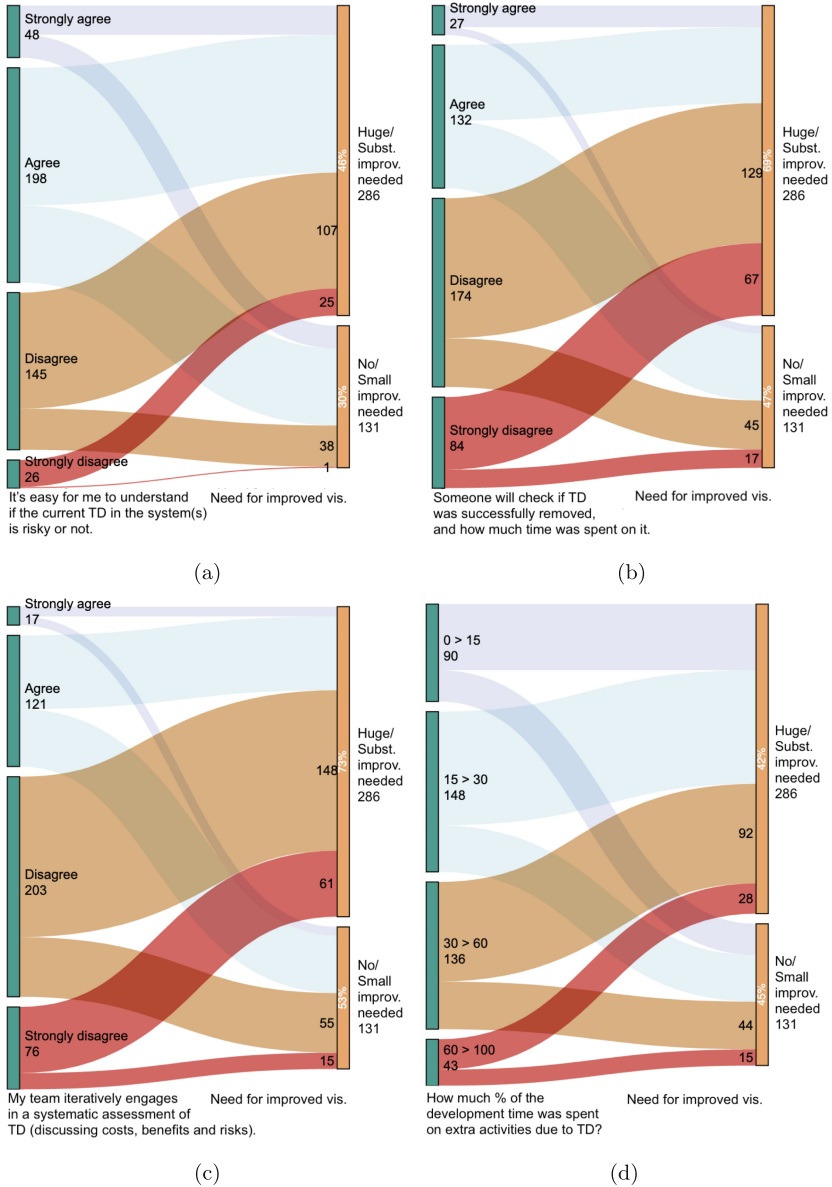 Strongly agree
48
Agree
198
Disagree
145
Strongly disagree
26
46%
107
25
30%
38
1
Huge/
Subst.
improv.
needed
286
No/
Small
improv.
needed
131
It's easy for me to understand
if the current TD in the system(s)
is risky or not.
Need for improved vis.
(a)
Strongly agree
27
Agree
132
Disagree
174
Strongly disagree
84
69%
129
67
47%
45
17
Huge/
Subst.
improv.
needed
286
No/
Small
improv.
needed
131
Someone will check if TD
was successfully removed,
and how much time was spent on it.
Need for improved vis.
(b)
Strongly agree
17
Agree
121
Disagree
203
Strongly disagree
76
73%
148
61
53%
55
15
Huge/
Subst.
improv.
needed
286
No/
Small
improv.
needed
131
My team iteratively engages
in a systematic assessment of
TD (discussing costs, benefits and risks).
Need for improved vis.
(c)
0 > 15
90
15 > 30
148
30 > 60
136
60 > 100
43
42%
92
28
45%
44
15
Huge/
Subst.
improv.
needed
286
No/
Small
improv.
needed
131
How much % of the
development time was spent
on extra activities due to TD?
Need for improved vis.
(d)